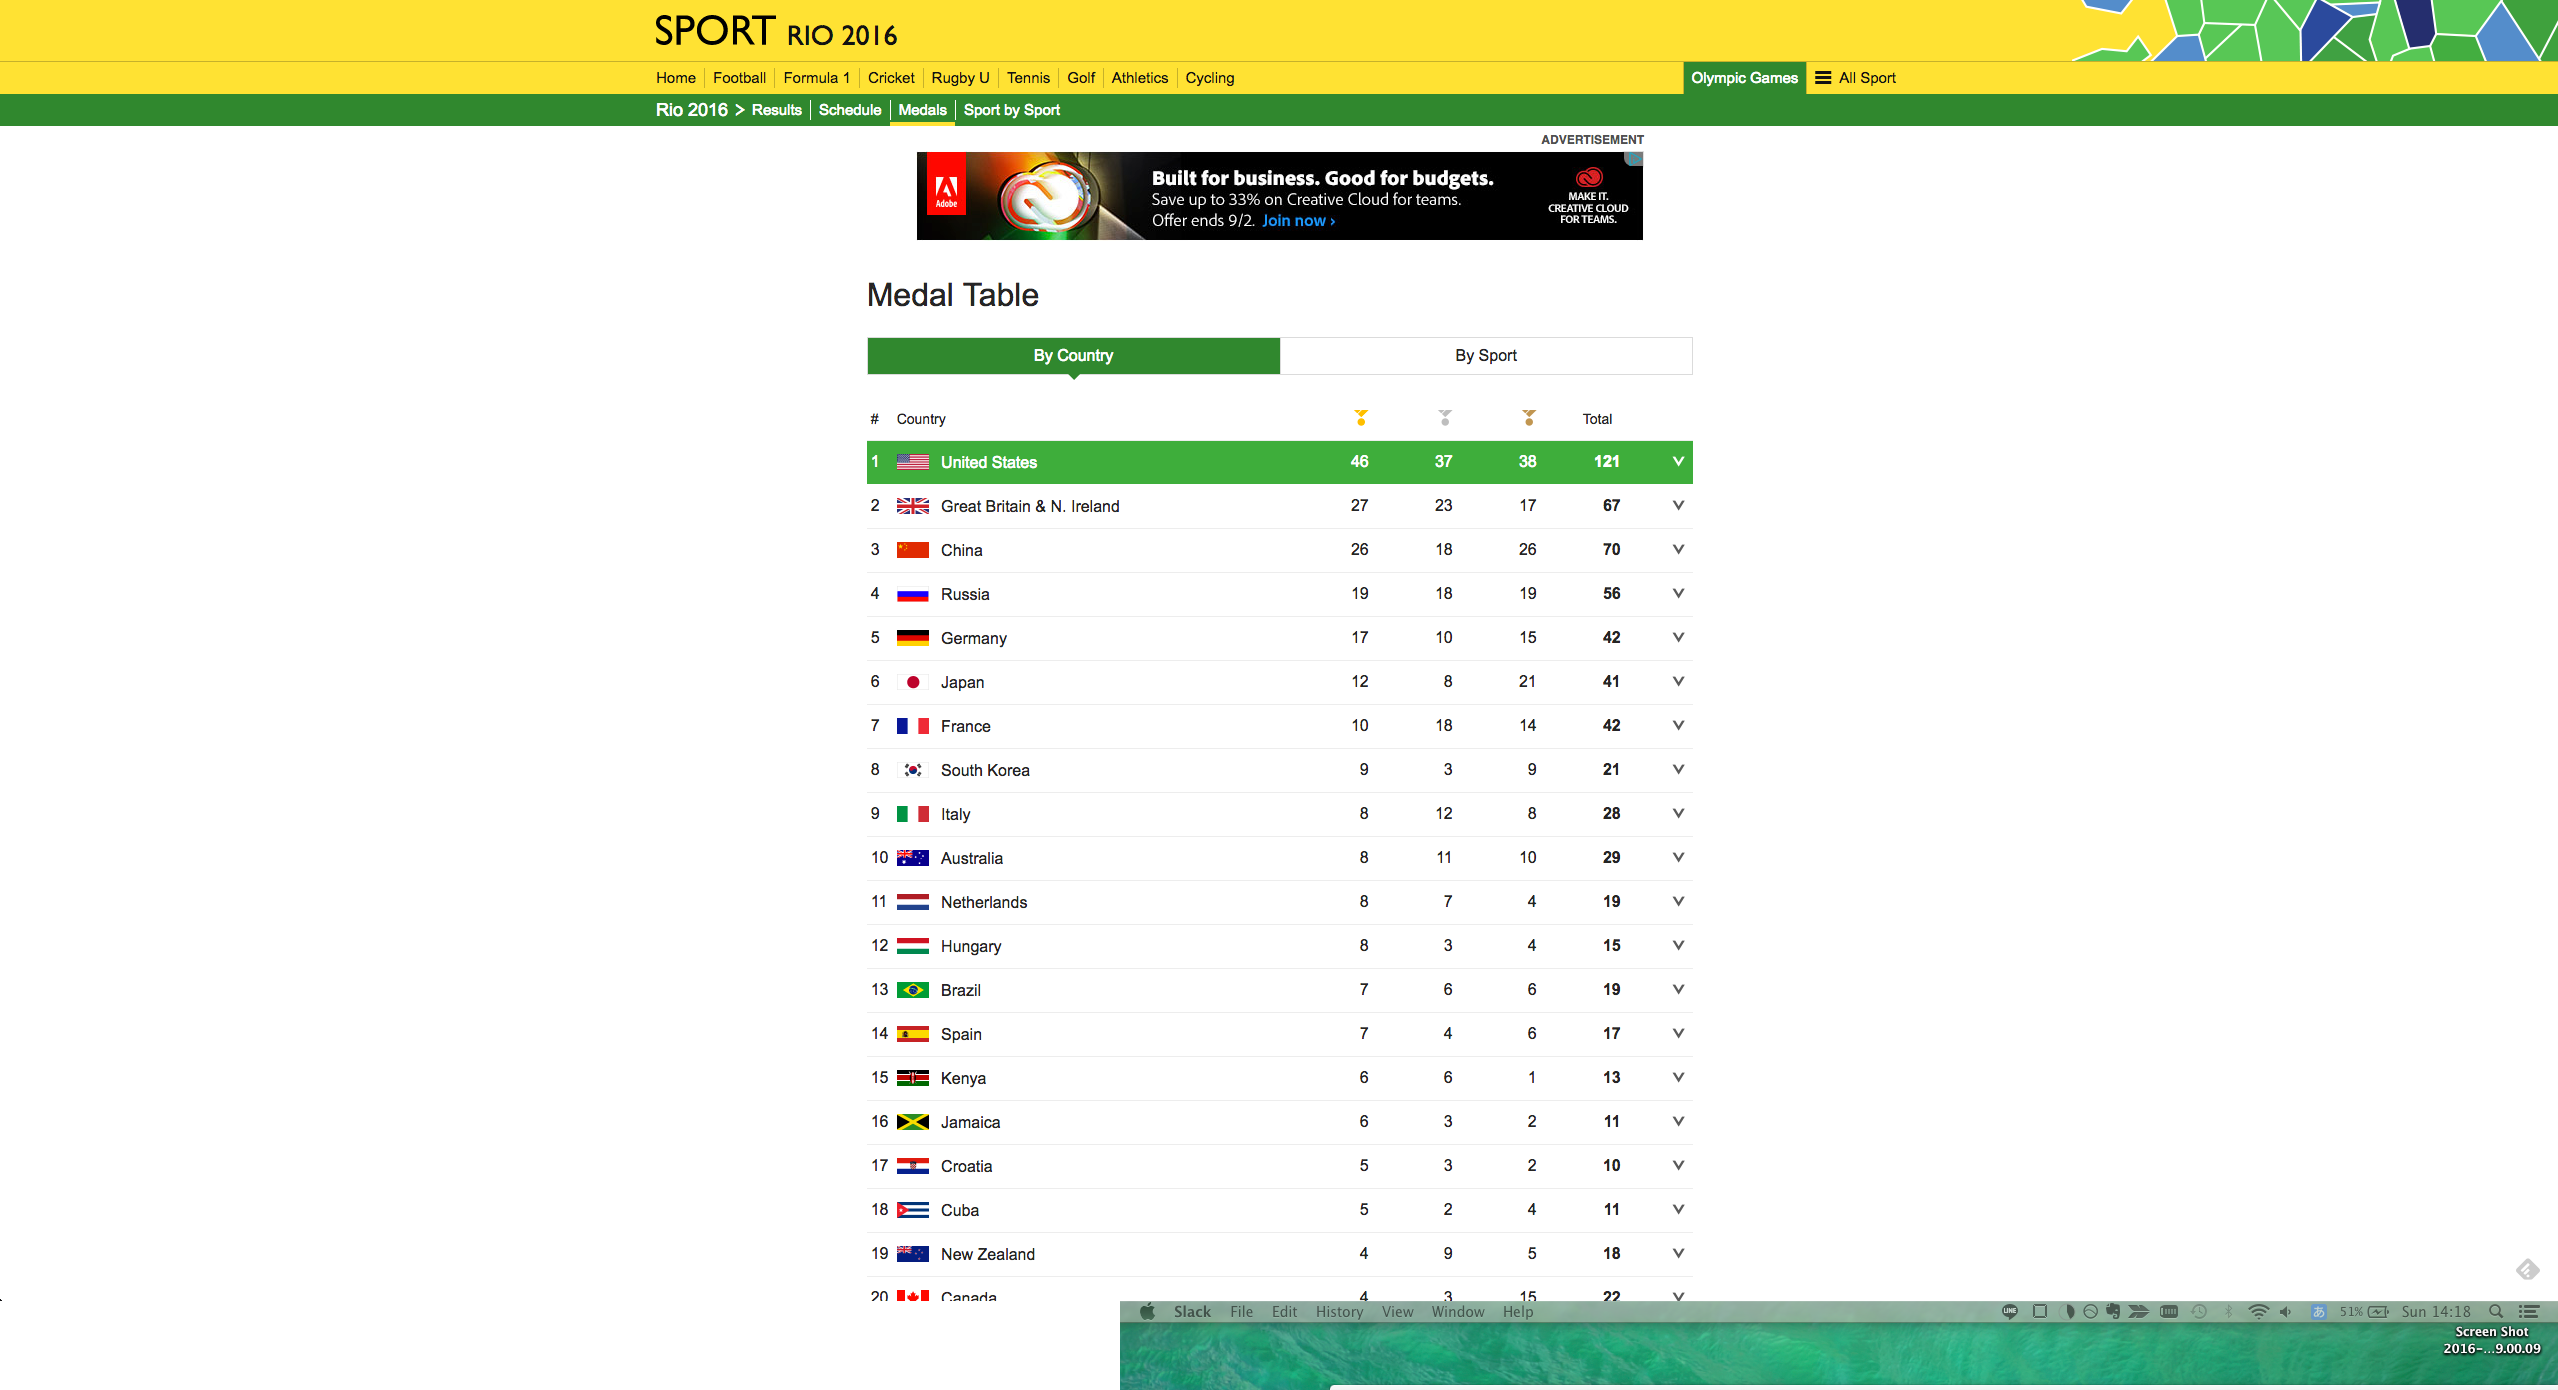 SPORT RIO 2016
Home Football Formula 1 Cricket Rugby U Tennis Golf Athletics Cycling Olympic Games All Sport
Rio 2016 > Results Schedule Medals Sport by Sport
ADVERTISEMENT
Adobe
Built for business. Good for budgets.
Save up to 33% on Creative Cloud for teams.
Offer ends 9/2. Join now ›
MAKE IT.
CREATIVE CLOUD
FOR TEAMS.
Medal Table
By Country By Sport
# Country Total
1 United States 46 37 38 121
2 Great Britain & N. Ireland 27 23 17 67
3 China 26 18 26 70
4 Russia 19 18 19 56
5 Germany 17 10 15 42
6 Japan 12 8 21 41
7 France 10 18 14 42
8 South Korea 9 3 9 21
9 Italy 8 12 8 28
10 Australia 8 11 10 29
11 Netherlands 8 7 4 19
12 Hungary 8 3 4 15
13 Brazil 7 6 6 19
14 Spain 7 4 6 17
15 Kenya 6 6 1 13
16 Jamaica 6 3 2 11
17 Croatia 5 3 2 10
18 Cuba 5 2 4 11
19 New Zealand 4 9 5 18
20 Canada 4 3 15 22
Slack File Edit History View Window Help LINE あ 51% Sun 14:18
Screen Shot
2016-...9.00.09